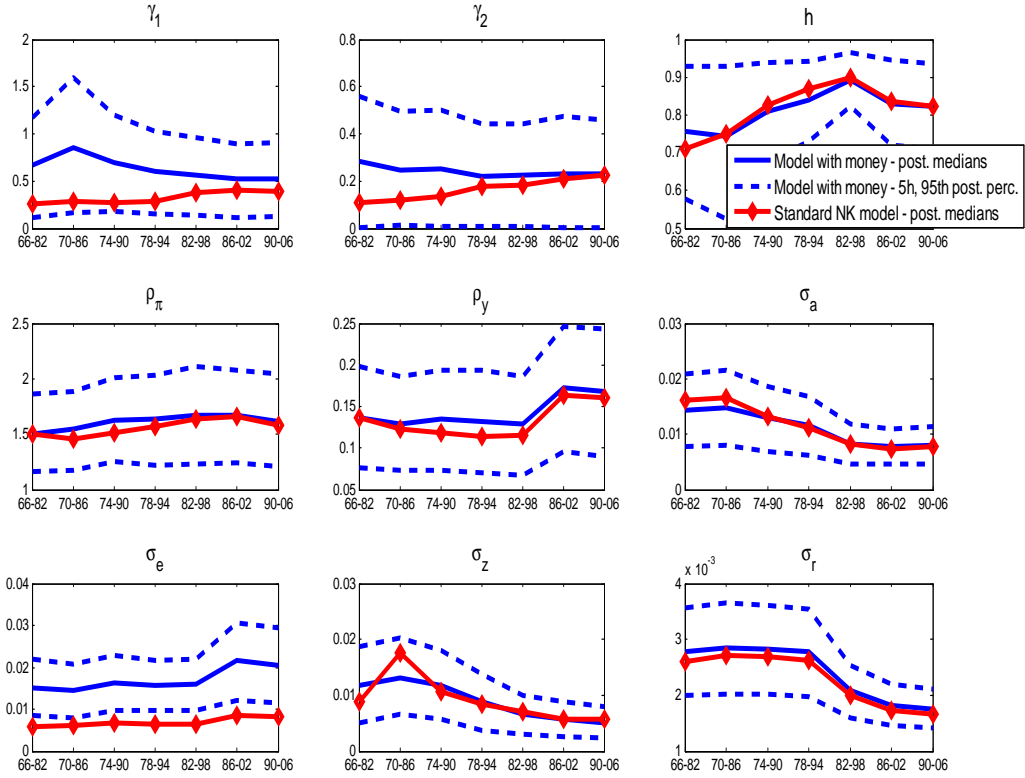 γ1 γ2 h
2 0.8 1
1.5 0.6 0.9
1 0.4 0.8
0.5 0.2 0.7
0 0 0.6
0.5
Model with money - post. medians
Model with money - 5h, 95th post. perc.
Standard NK model - post. medians
66-82 70-86 74-90 78-94 82-98 86-02 90-06
66-82 70-86 74-90 78-94 82-98 86-02 90-06
66-82 70-86 74-90 78-94 82-98 86-02 90-06
ρπ ρy σa
2.5 0.25 0.03
2 0.2 0.02
1.5 0.15 0.01
1 0.1 0
0.05
66-82 70-86 74-90 78-94 82-98 86-02 90-06
66-82 70-86 74-90 78-94 82-98 86-02 90-06
66-82 70-86 74-90 78-94 82-98 86-02 90-06
σe σz σr
x 10-3
0.04 0.03 4
0.03 0.02 3
0.02 0.01 2
0.01 0 1
0
66-82 70-86 74-90 78-94 82-98 86-02 90-06
66-82 70-86 74-90 78-94 82-98 86-02 90-06
66-82 70-86 74-90 78-94 82-98 86-02 90-06